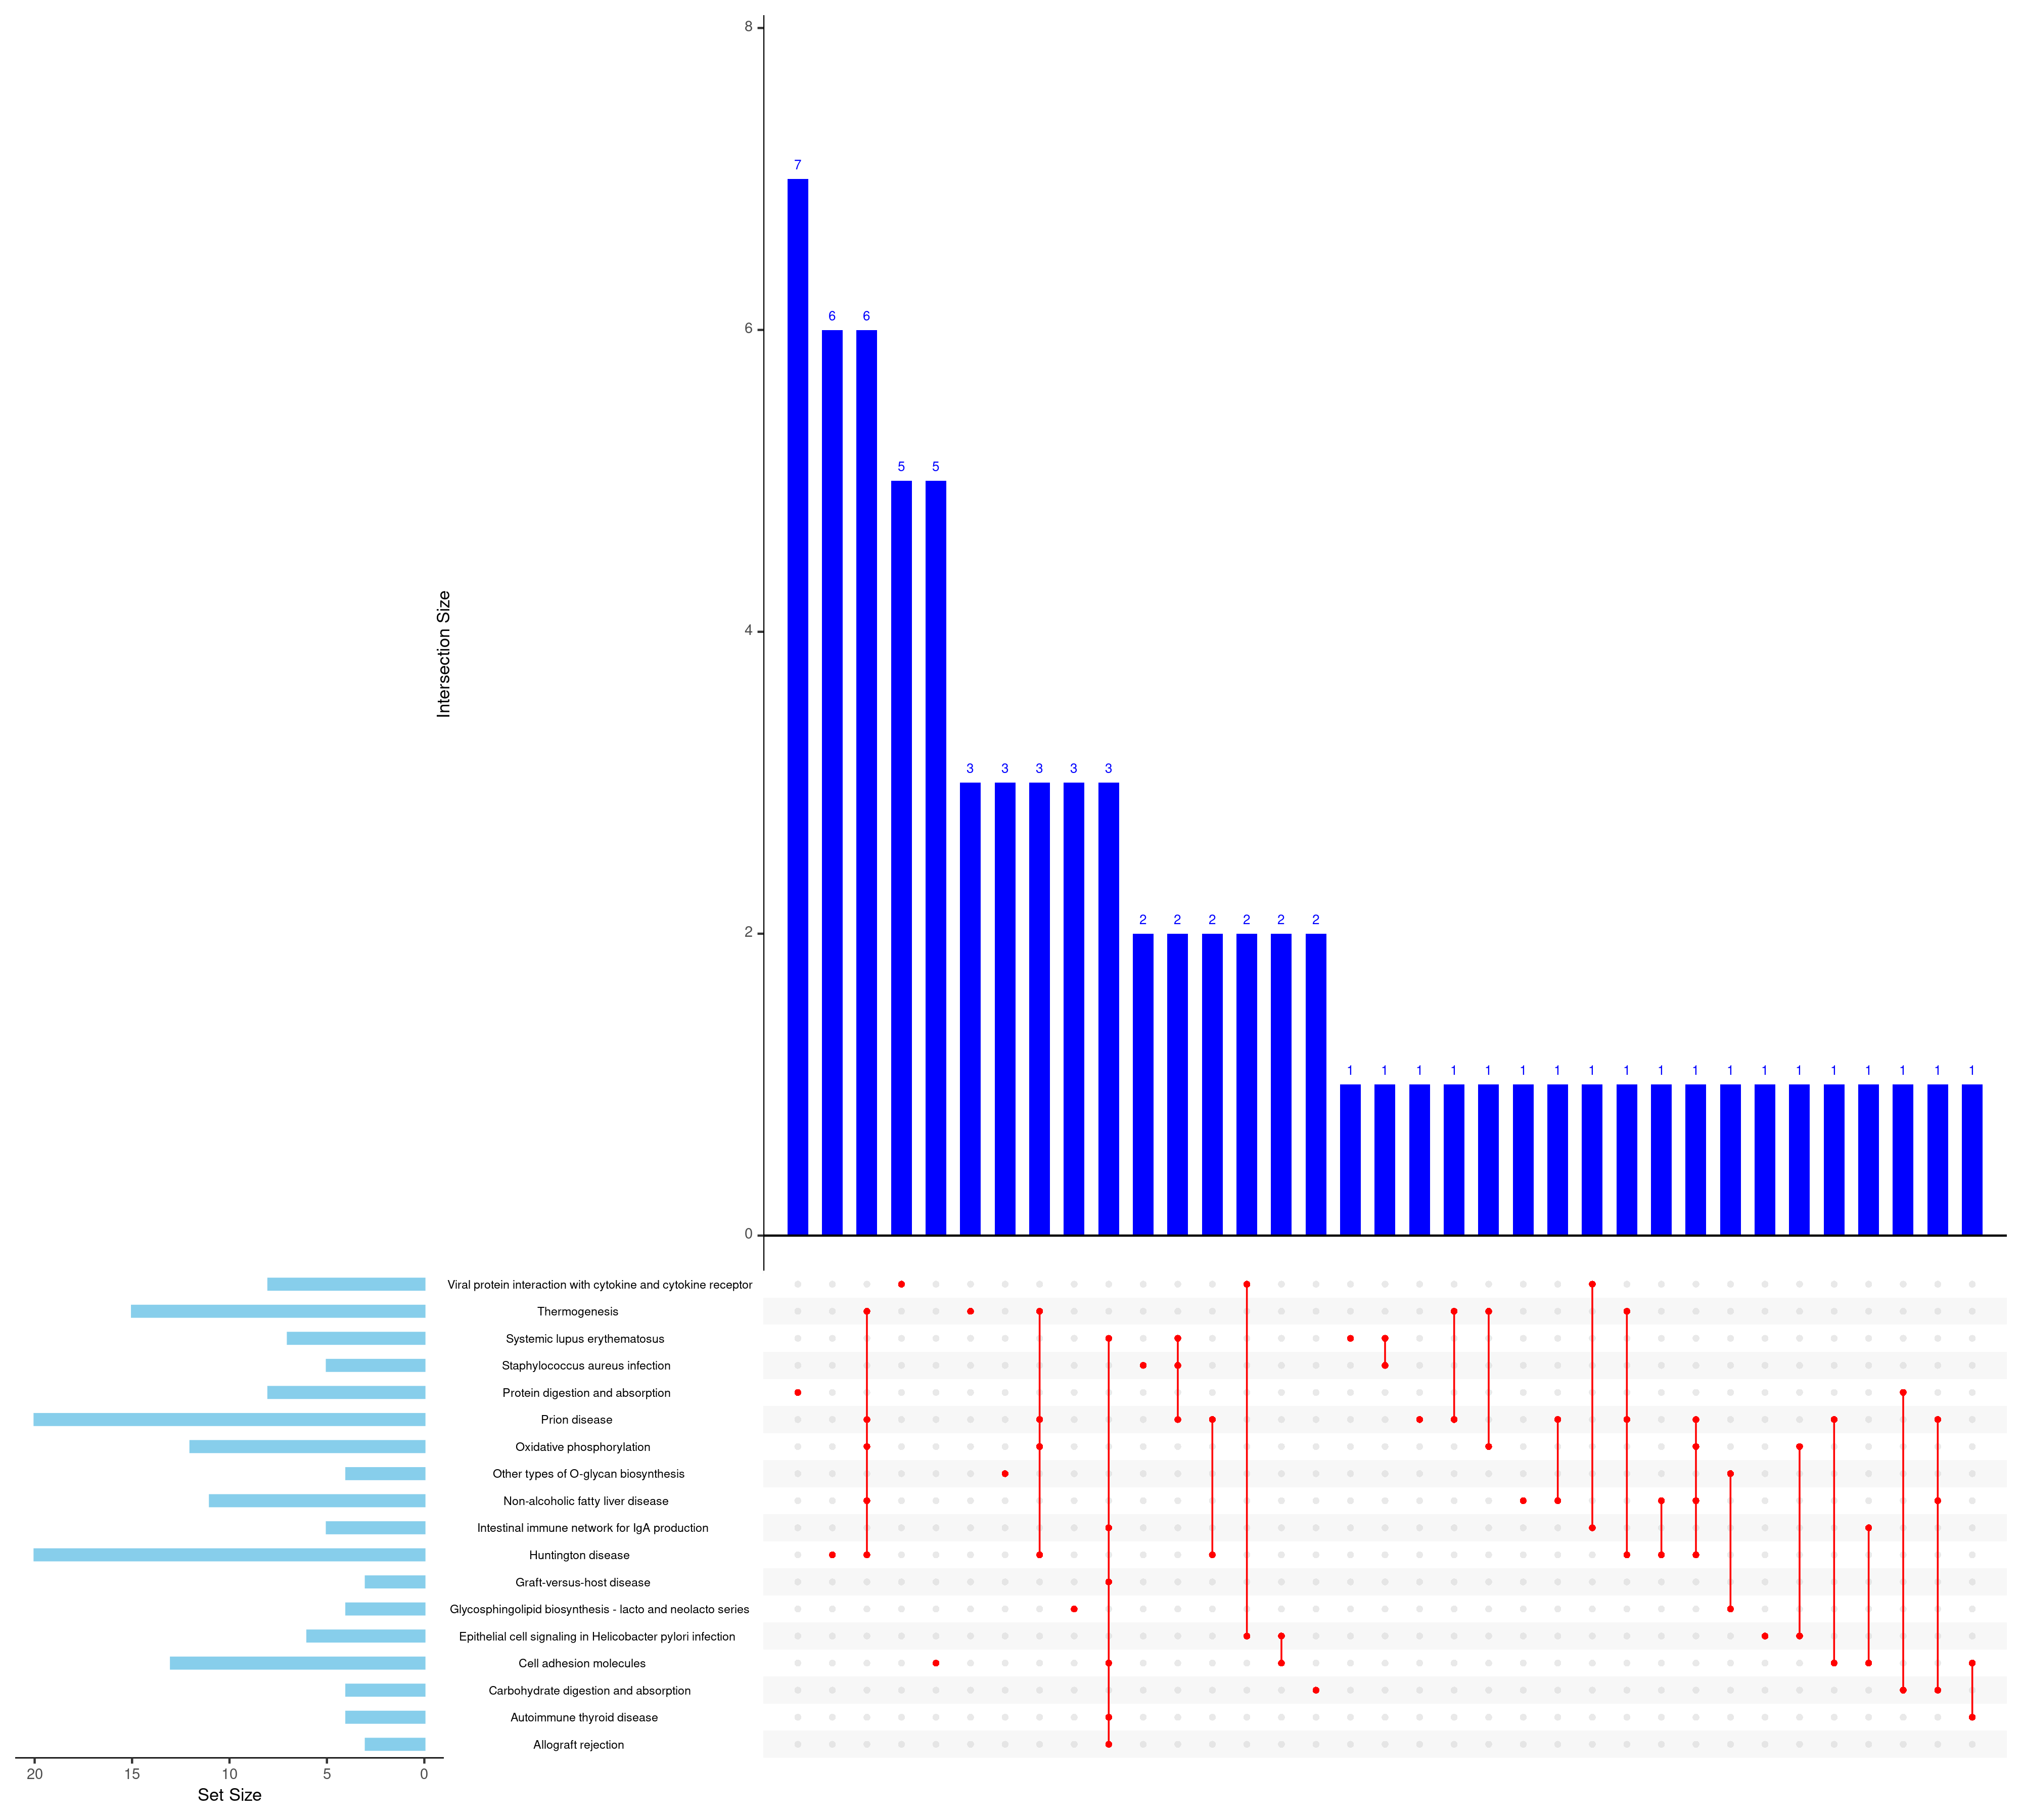 8
7
6
6 6
5 5
Intersection Size
4
3 3 3 3 3
2
2 2 2 2 2 2
1 1 1 1 1 1 1 1 1 1 1 1 1 1 1 1 1 1 1
0
Viral protein interaction with cytokine and cytokine receptor
Thermogenesis
Systemic lupus erythematosus
Staphylococcus aureus infection
Protein digestion and absorption
Prion disease
Oxidative phosphorylation
Other types of O-glycan biosynthesis
Non-alcoholic fatty liver disease
Intestinal immune network for IgA production
Huntington disease
Graft-versus-host disease
Glycosphingolipid biosynthesis - lacto and neolacto series
Epithelial cell signaling in Helicobacter pylori infection
Cell adhesion molecules
Carbohydrate digestion and absorption
Autoimmune thyroid disease
Allograft rejection
20 15 10 5 0
Set Size